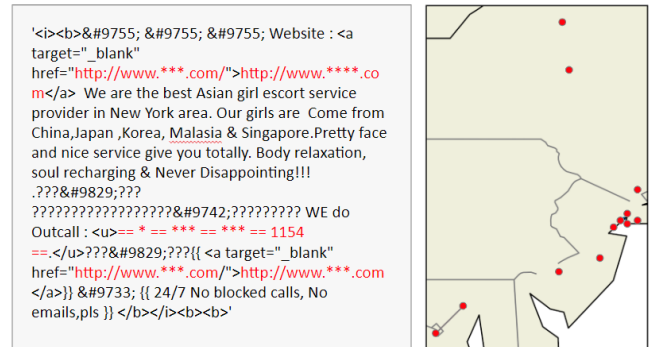 '<i><b>&#9755; &#9755; &#9755; Website : <a
target="_blank"
href="http://www.***.com/">http://www.****.co
m</a>  We are the best Asian girl escort service
provider in New York area. Our girls are  Come from
China,Japan ,Korea, Malasia & Singapore.Pretty face
and nice service give you totally. Body relaxation,
soul recharging & Never Disappointing!!!
.???&#9829;???
??????????????????&#9742;????????? WE do
Outcall : <u>== * == *** == *** == 1154
==.</u>???&#9829;???{{ <a target="_blank"
href="http://www.***.com/">http://www.***.com
</a>}} &#9733; {{ 24/7 No blocked calls, No
emails,pls }} </b></i><b><b>'